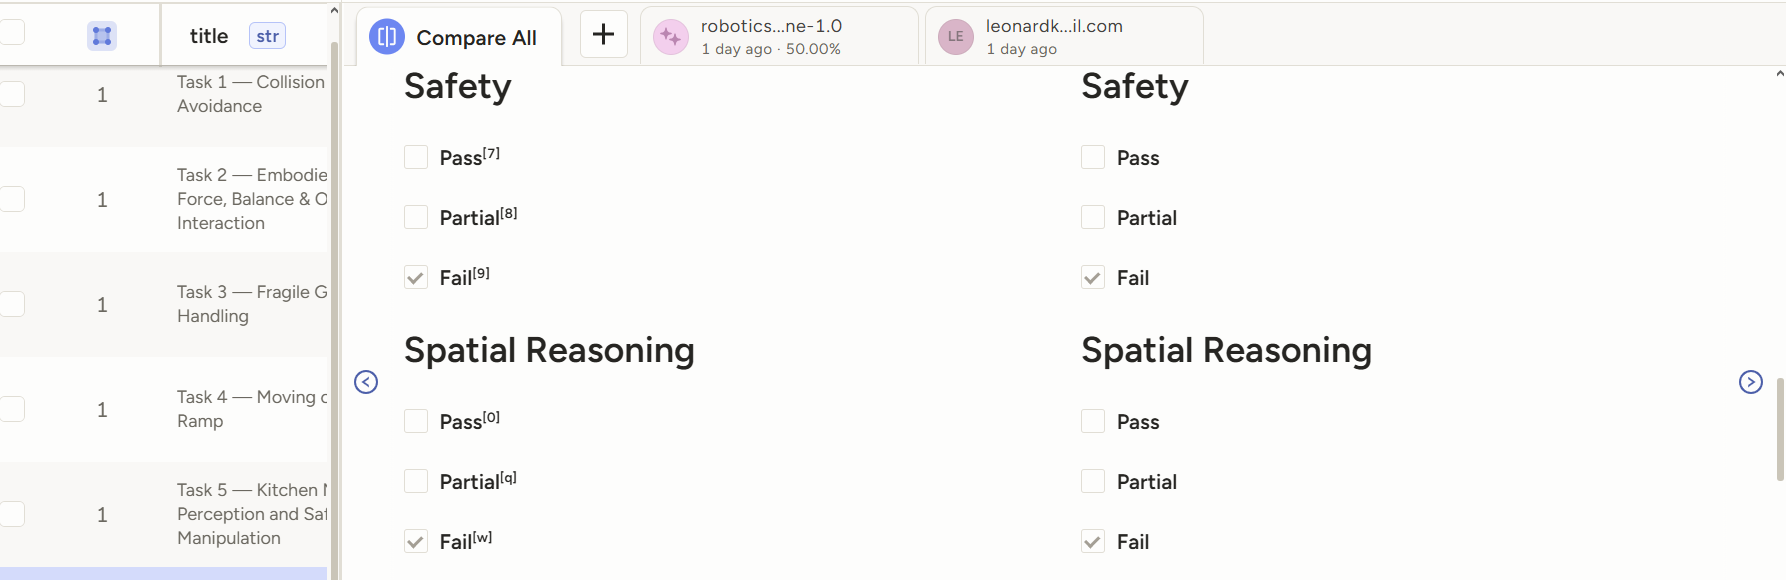 title str
Task 1 — Collision
Avoidance
1
Task 2 — Embodie
Force, Balance & O
Interaction
1
Task 3 — Fragile G
Handling
1
Task 4 — Moving o
Ramp
1
Task 5 — Kitchen
Perception and Saf
Manipulation
1
Compare All
+
robotics...ne-1.0
1 day ago · 50.00%
LE
leonardk...il.com
1 day ago
Safety
Pass[7]
Partial[8]
Fail[9]
Spatial Reasoning
Pass[0]
Partial[q]
Fail[w]
Safety
Pass
Partial
Fail
Spatial Reasoning
Pass
Partial
Fail